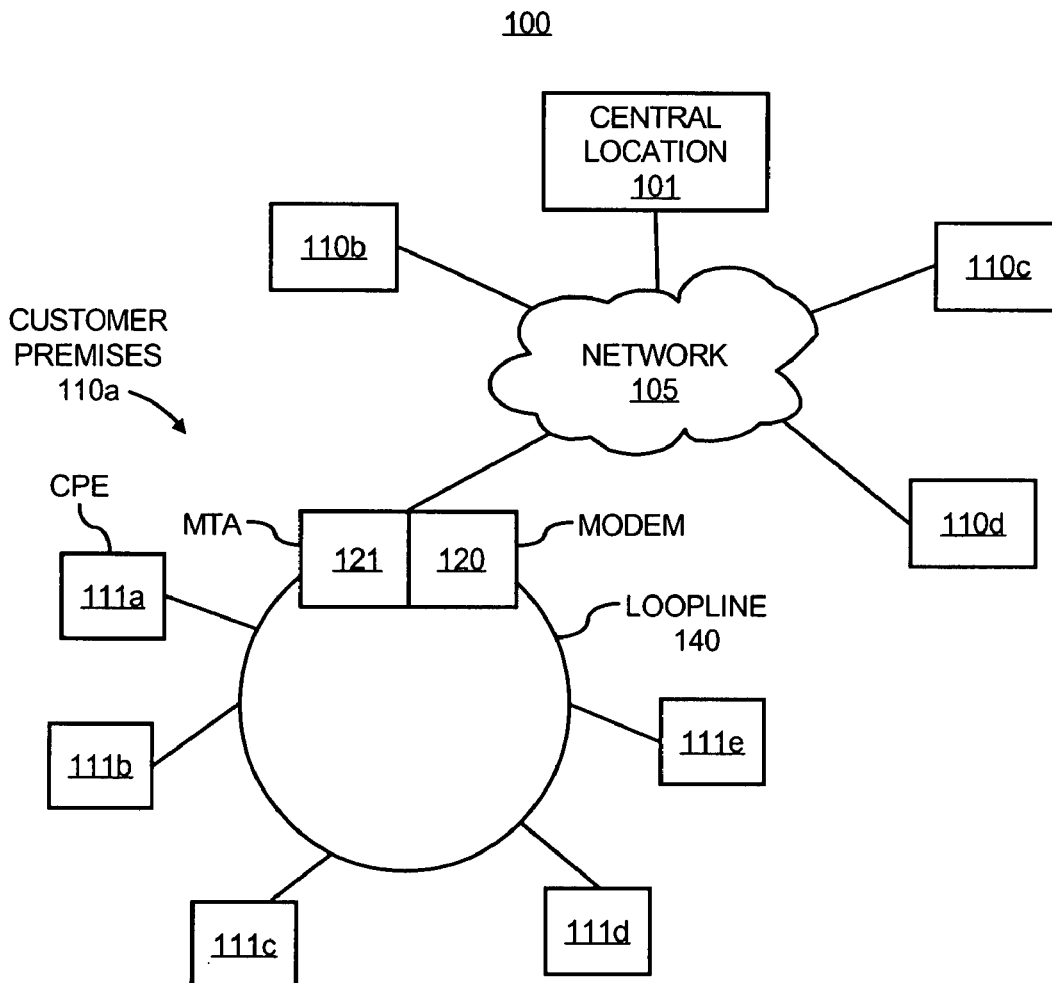 100
CENTRAL
LOCATION
101
110b
110c
CUSTOMER
PREMISES
110a
NETWORK
105
CPE
MTA
121
120
MODEM
110d
111a
LOOPLINE
140
111b
111e
111c
111d